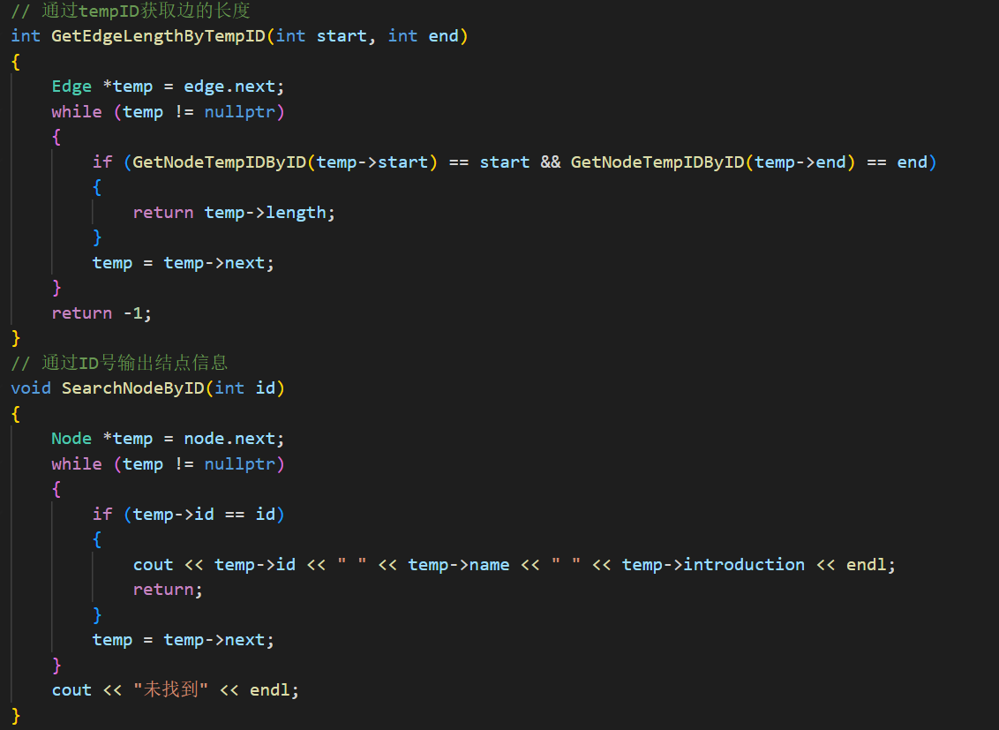 // 通过tempID获取边的长度
int GetEdgeLengthByTempID(int start, int end)
{
    Edge *temp = edge.next;
    while (temp != nullptr)
    {
        if (GetNodeTempIDByID(temp->start) == start && GetNodeTempIDByID(temp->end) == end)
        {
            return temp->length;
        }
        temp = temp->next;
    }
    return -1;
}
// 通过ID号输出结点信息
void SearchNodeByID(int id)
{
    Node *temp = node.next;
    while (temp != nullptr)
    {
        if (temp->id == id)
        {
            cout << temp->id << " " << temp->name << " " << temp->introduction << endl;
            return;
        }
        temp = temp->next;
    }
    cout << "未找到" << endl;
}